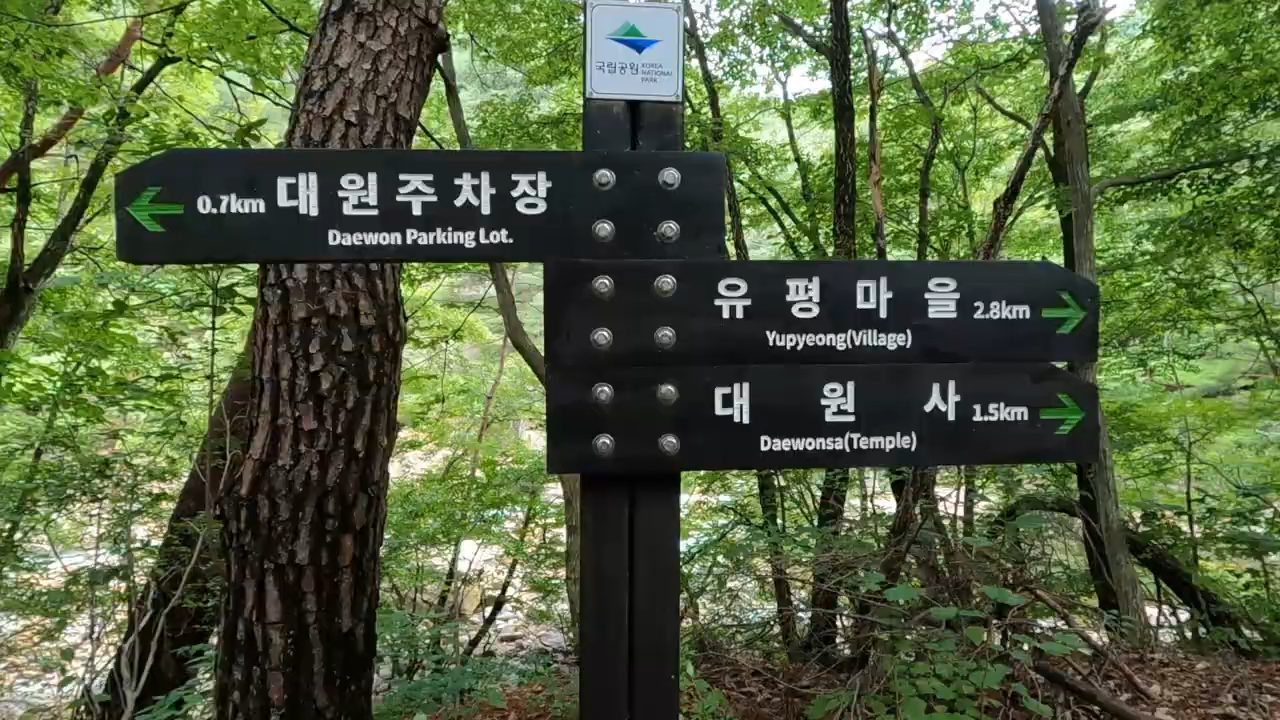 국립공원 KOREA
NATIONAL
PARK
0.7km 대원주차장
Daewon Parking Lot.
유평마을 2.8km
Yupyeong(Village)
대원사 1.5km
Daewonsa(Temple)